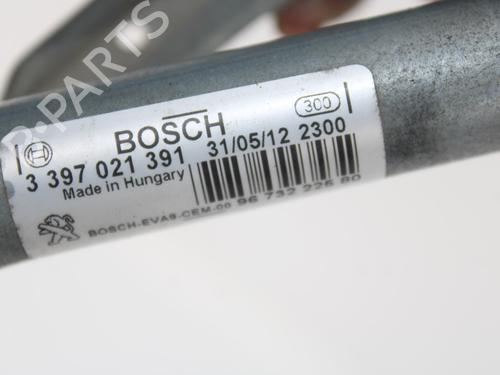 BOSCH
300
3 397 021 391 31/05/12 2300
Made in Hungary
BOSCH-EVAS-CEM-00 96 732 226 80
B-PARTS